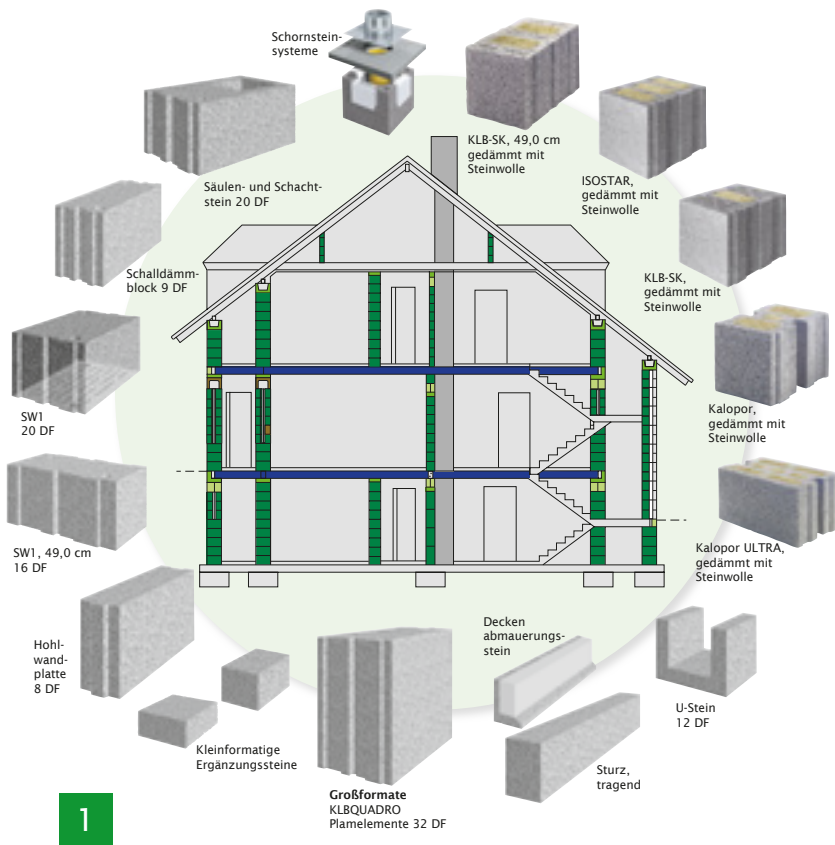 Schornstein-
systeme
KLB-SK, 49,0 cm
gedämmt mit
Steinwolle
ISOSTAR,
gedämmt mit
Steinwolle
Säulen- und Schacht-
stein 20 DF
Schalldämm-
block 9 DF
KLB-SK,
gedämmt mit
Steinwolle
SW1
20 DF
Kalopor,
gedämmt mit
Steinwolle
SW1, 49,0 cm
16 DF
Kalopor ULTRA,
gedämmt mit
Steinwolle
Hohl-
wand-
platte
8 DF
Decken
abmauerungs-
stein
U-Stein
12 DF
Kleinformatige
Ergänzungssteine
Sturz,
tragend
Großformate
KLBQUADRO
Plamelemente 32 DF
1